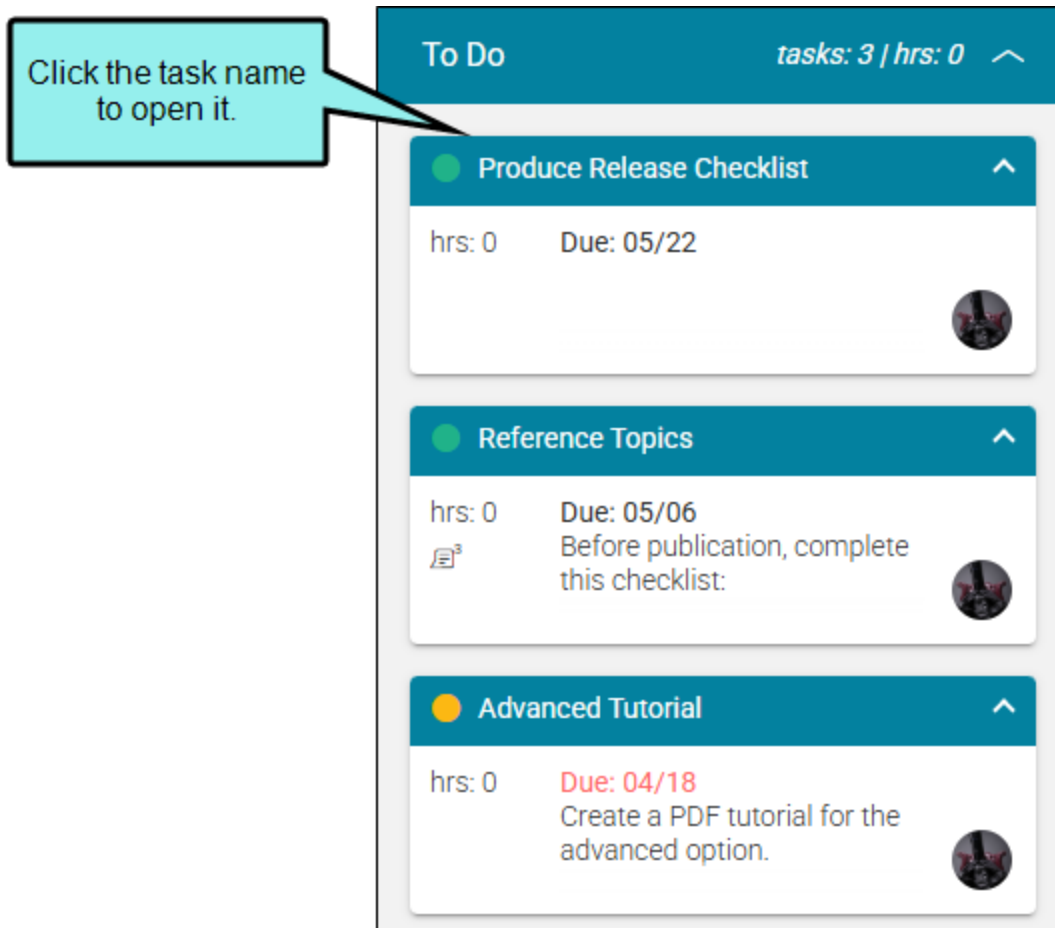 Click the task name
to open it.
To Do tasks: 3 | hrs: 0
Produce Release Checklist
hrs: 0 Due: 05/22
Reference Topics
hrs: 0 Due: 05/06
3 Before publication, complete
this checklist:
Advanced Tutorial
hrs: 0 Due: 04/18
Create a PDF tutorial for the
advanced option.